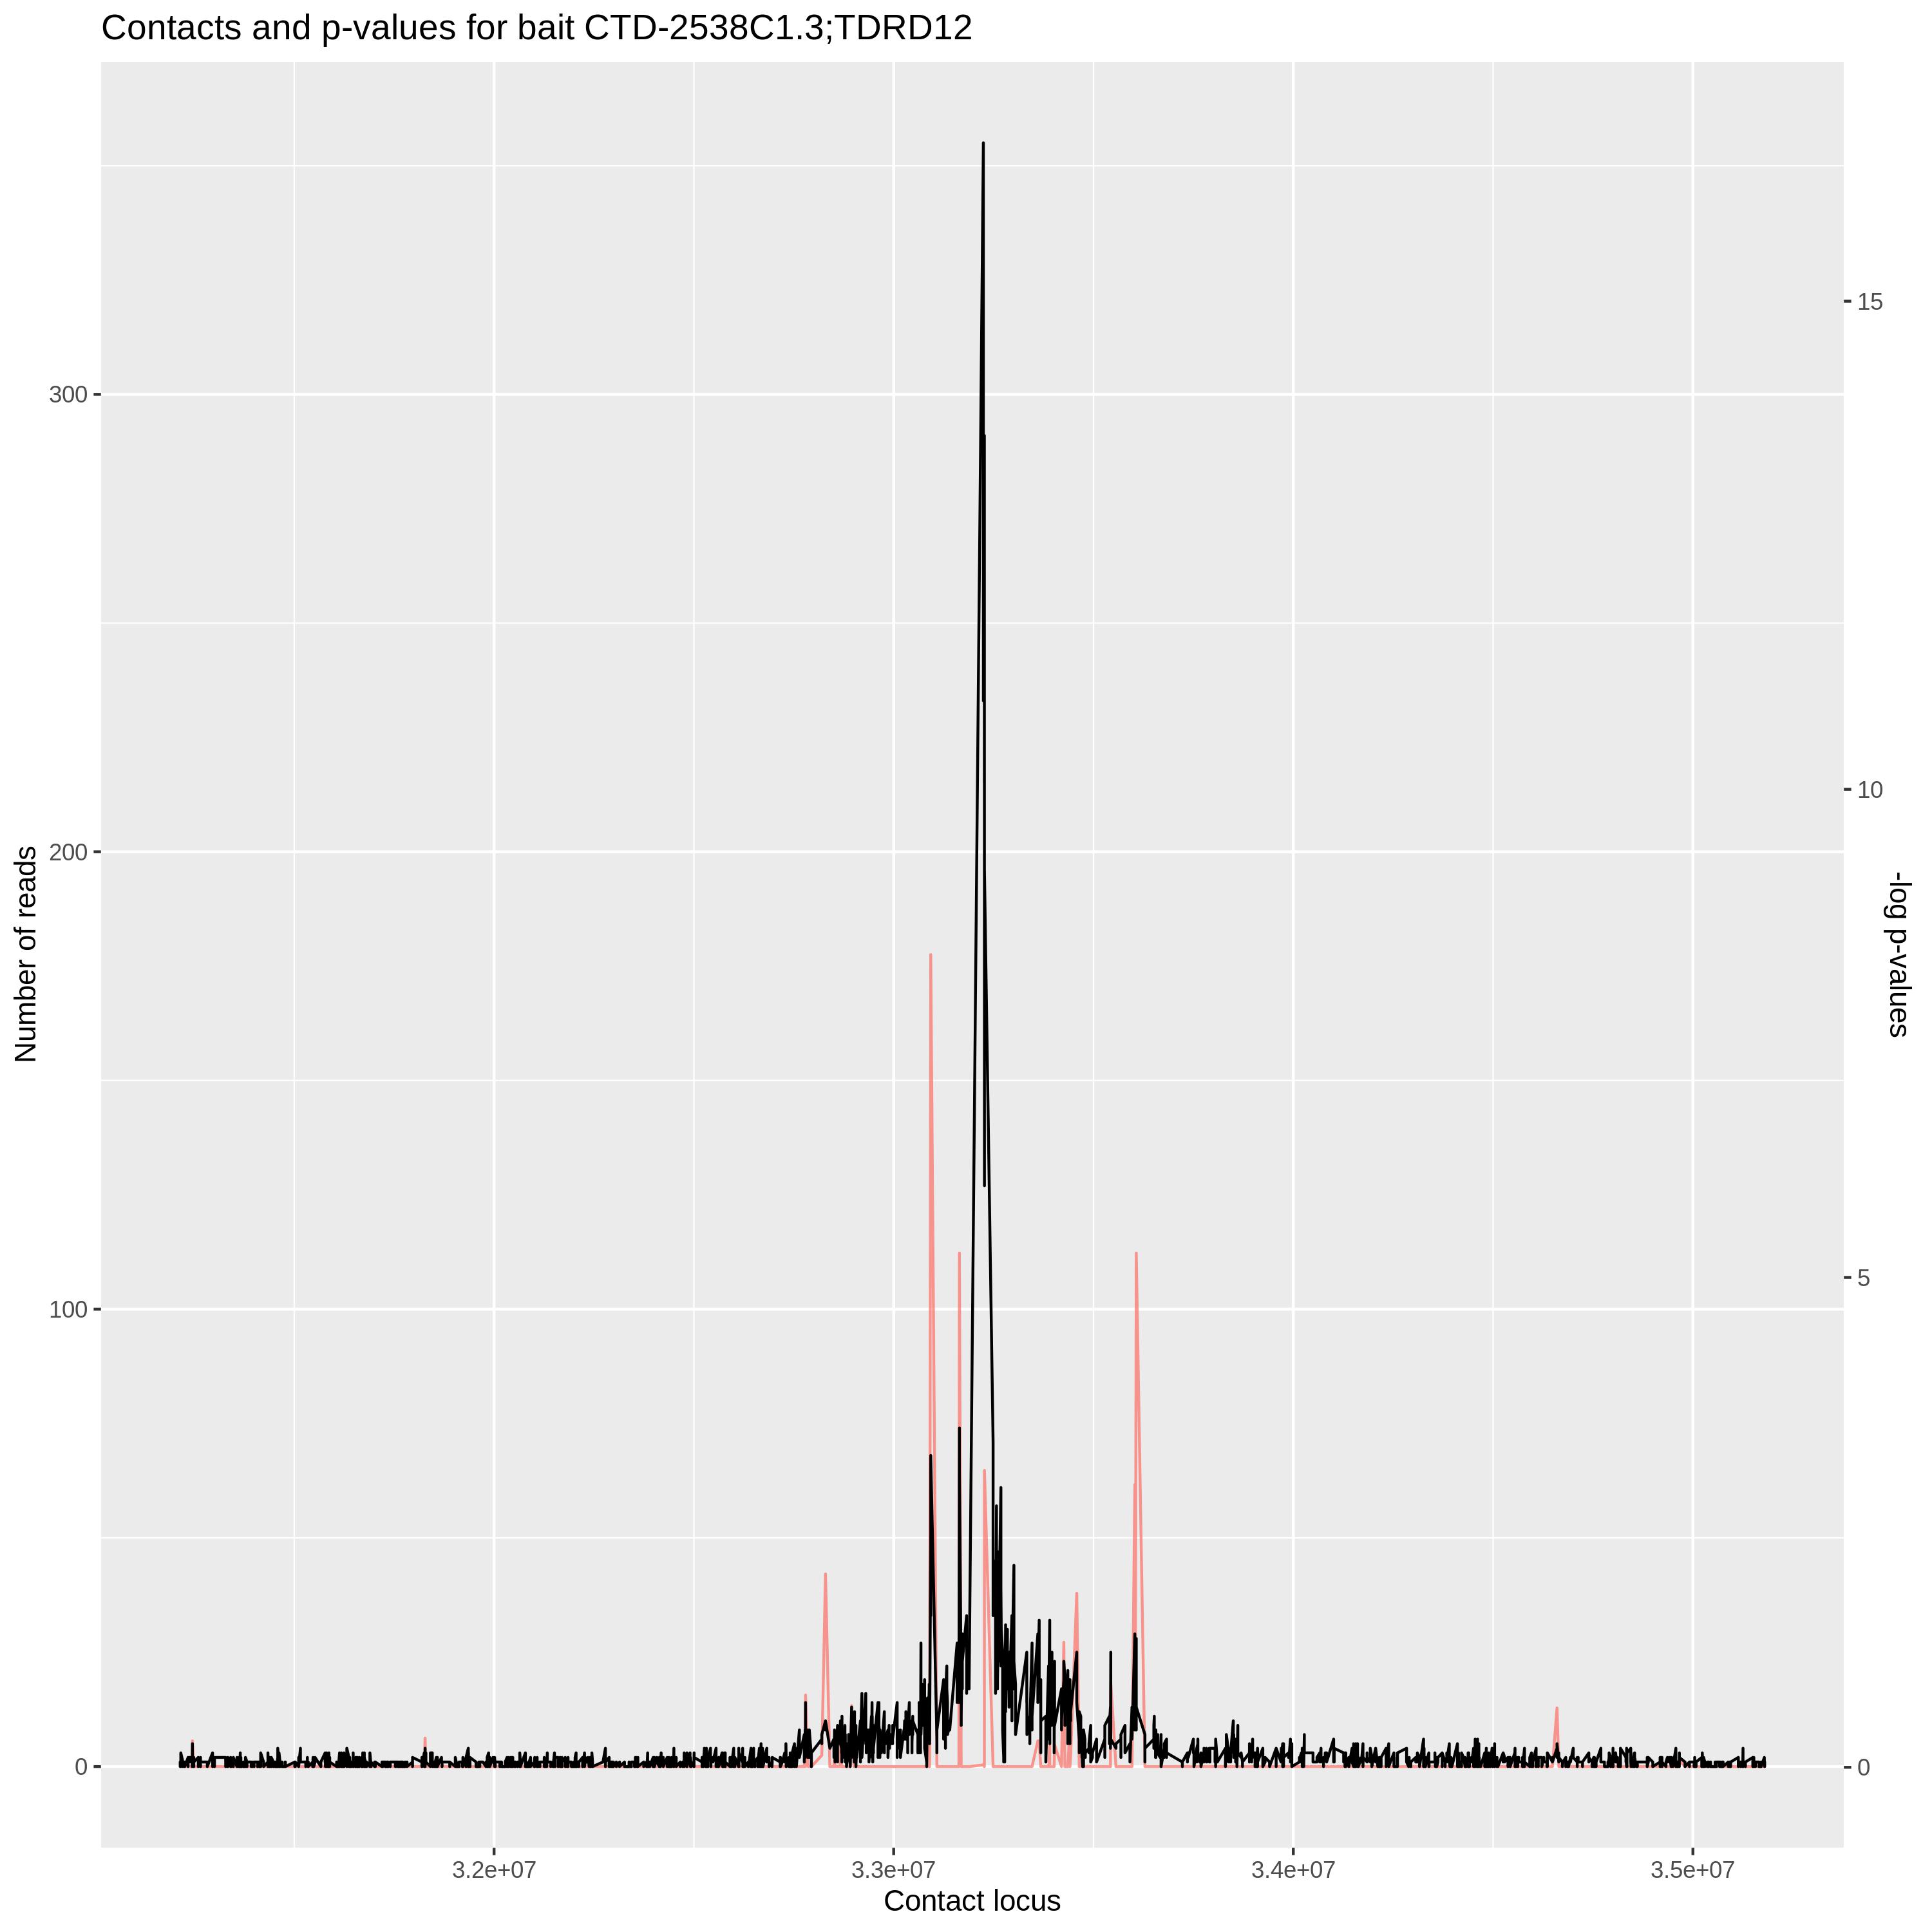 Contacts and p-values for bait CTD-2538C1.3;TDRD12
300
200
100
0
Number of reads
15
10
5
0
-log p-values
3.2e+07 3.3e+07 3.4e+07 3.5e+07
Contact locus